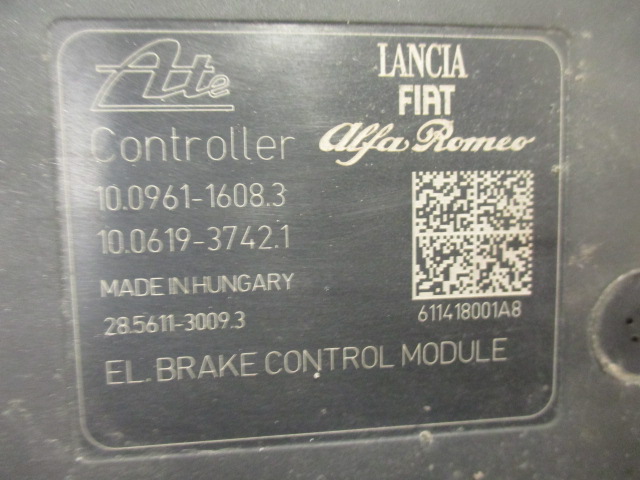 Ate
LANCIA
FIAT
Alfa Romeo
Controller
10.0961-1608.3
10.0619-3742.1
MADE IN HUNGARY
28.5611-3009.3
611418001A8
EL. BRAKE CONTROL MODULE